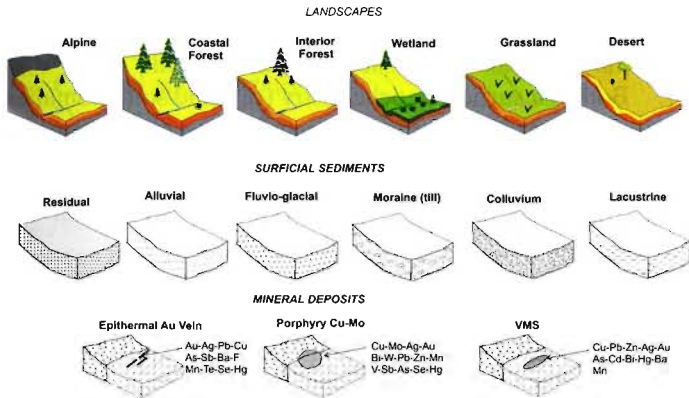 LANDSCAPES
Alpine
Coastal
Forest
Interior
Forest
Wetland
Grassland
Desert
SURFICIAL SEDIMENTS
Residual
Alluvial
Fluvio-glacial
Moraine (till)
Colluvium
Lacustrine
MINERAL DEPOSITS
Epithermal Au Vein
Au-Ag-Pb-Cu
As-Sb-Ba-F
Mn-Te-Se-Hg
Porphyry Cu-Mo
Cu-Mo-Ag-Au
Bi-W-Pb-Zn-Mn
V-Sb-As-Se-Hg
VMS
Cu-Pb-Zn-Ag-Au
As-Cd-Bi-Hg-Ba
Mn